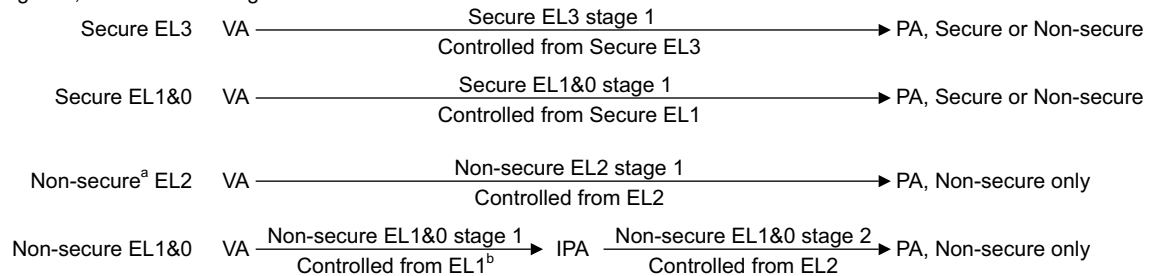 Secure EL3 VA Secure EL3 stage 1 Controlled from Secure EL3 PA, Secure or Non-secure
Secure EL1&0 VA Secure EL1&0 stage 1 Controlled from Secure EL1 PA, Secure or Non-secure
Non-secureᵃ EL2 VA Non-secure EL2 stage 1 Controlled from EL2 PA, Non-secure only
Non-secure EL1&0 VA Non-secure EL1&0 stage 1 Controlled from EL1ᵇ IPA Non-secure EL1&0 stage 2 Controlled from EL2 PA, Non-secure only